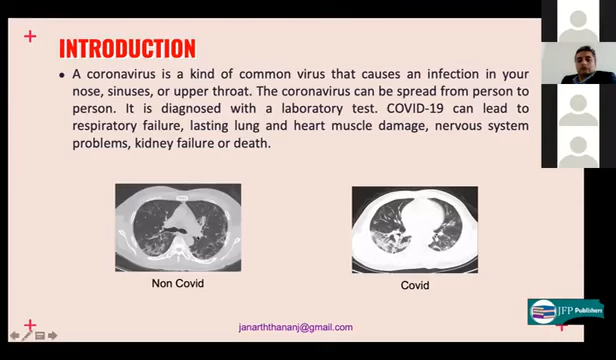 INTRODUCTION
• A coronavirus is a kind of common virus that causes an infection in your
nose, sinuses, or upper throat. The coronavirus can be spread from person to
person. It is diagnosed with a laboratory test. COVID-19 can lead to
respiratory failure, lasting lung and heart muscle damage, nervous system
problems, kidney failure or death.
Non Covid
Covid
JFP Publishers
janarththananj@gmail.com